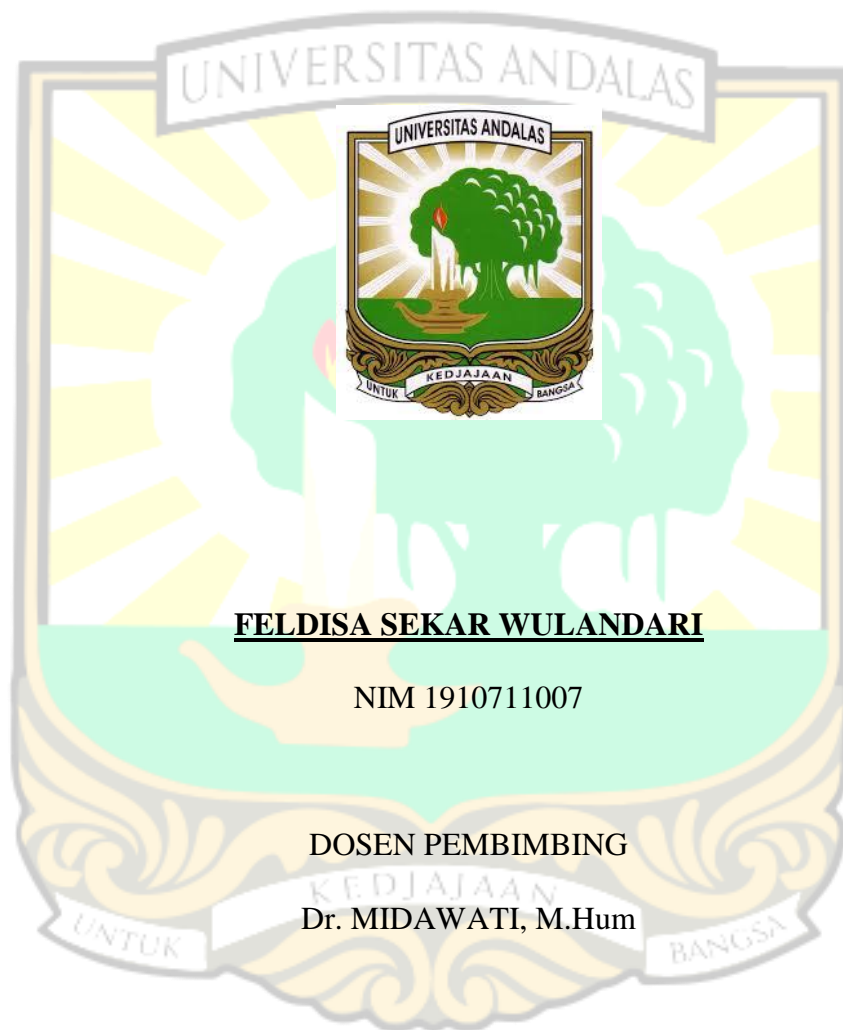 UNIVERSITAS ANDALAS
UNIVERSITAS ANDALAS
UNTUK KEDJAJAAN BANGSA
FELDISA SEKAR WULANDARI
NIM 1910711007
DOSEN PEMBIMBING
Dr. MIDAWATI, M.Hum
UNTUK KEDJAJAAN BANGSA